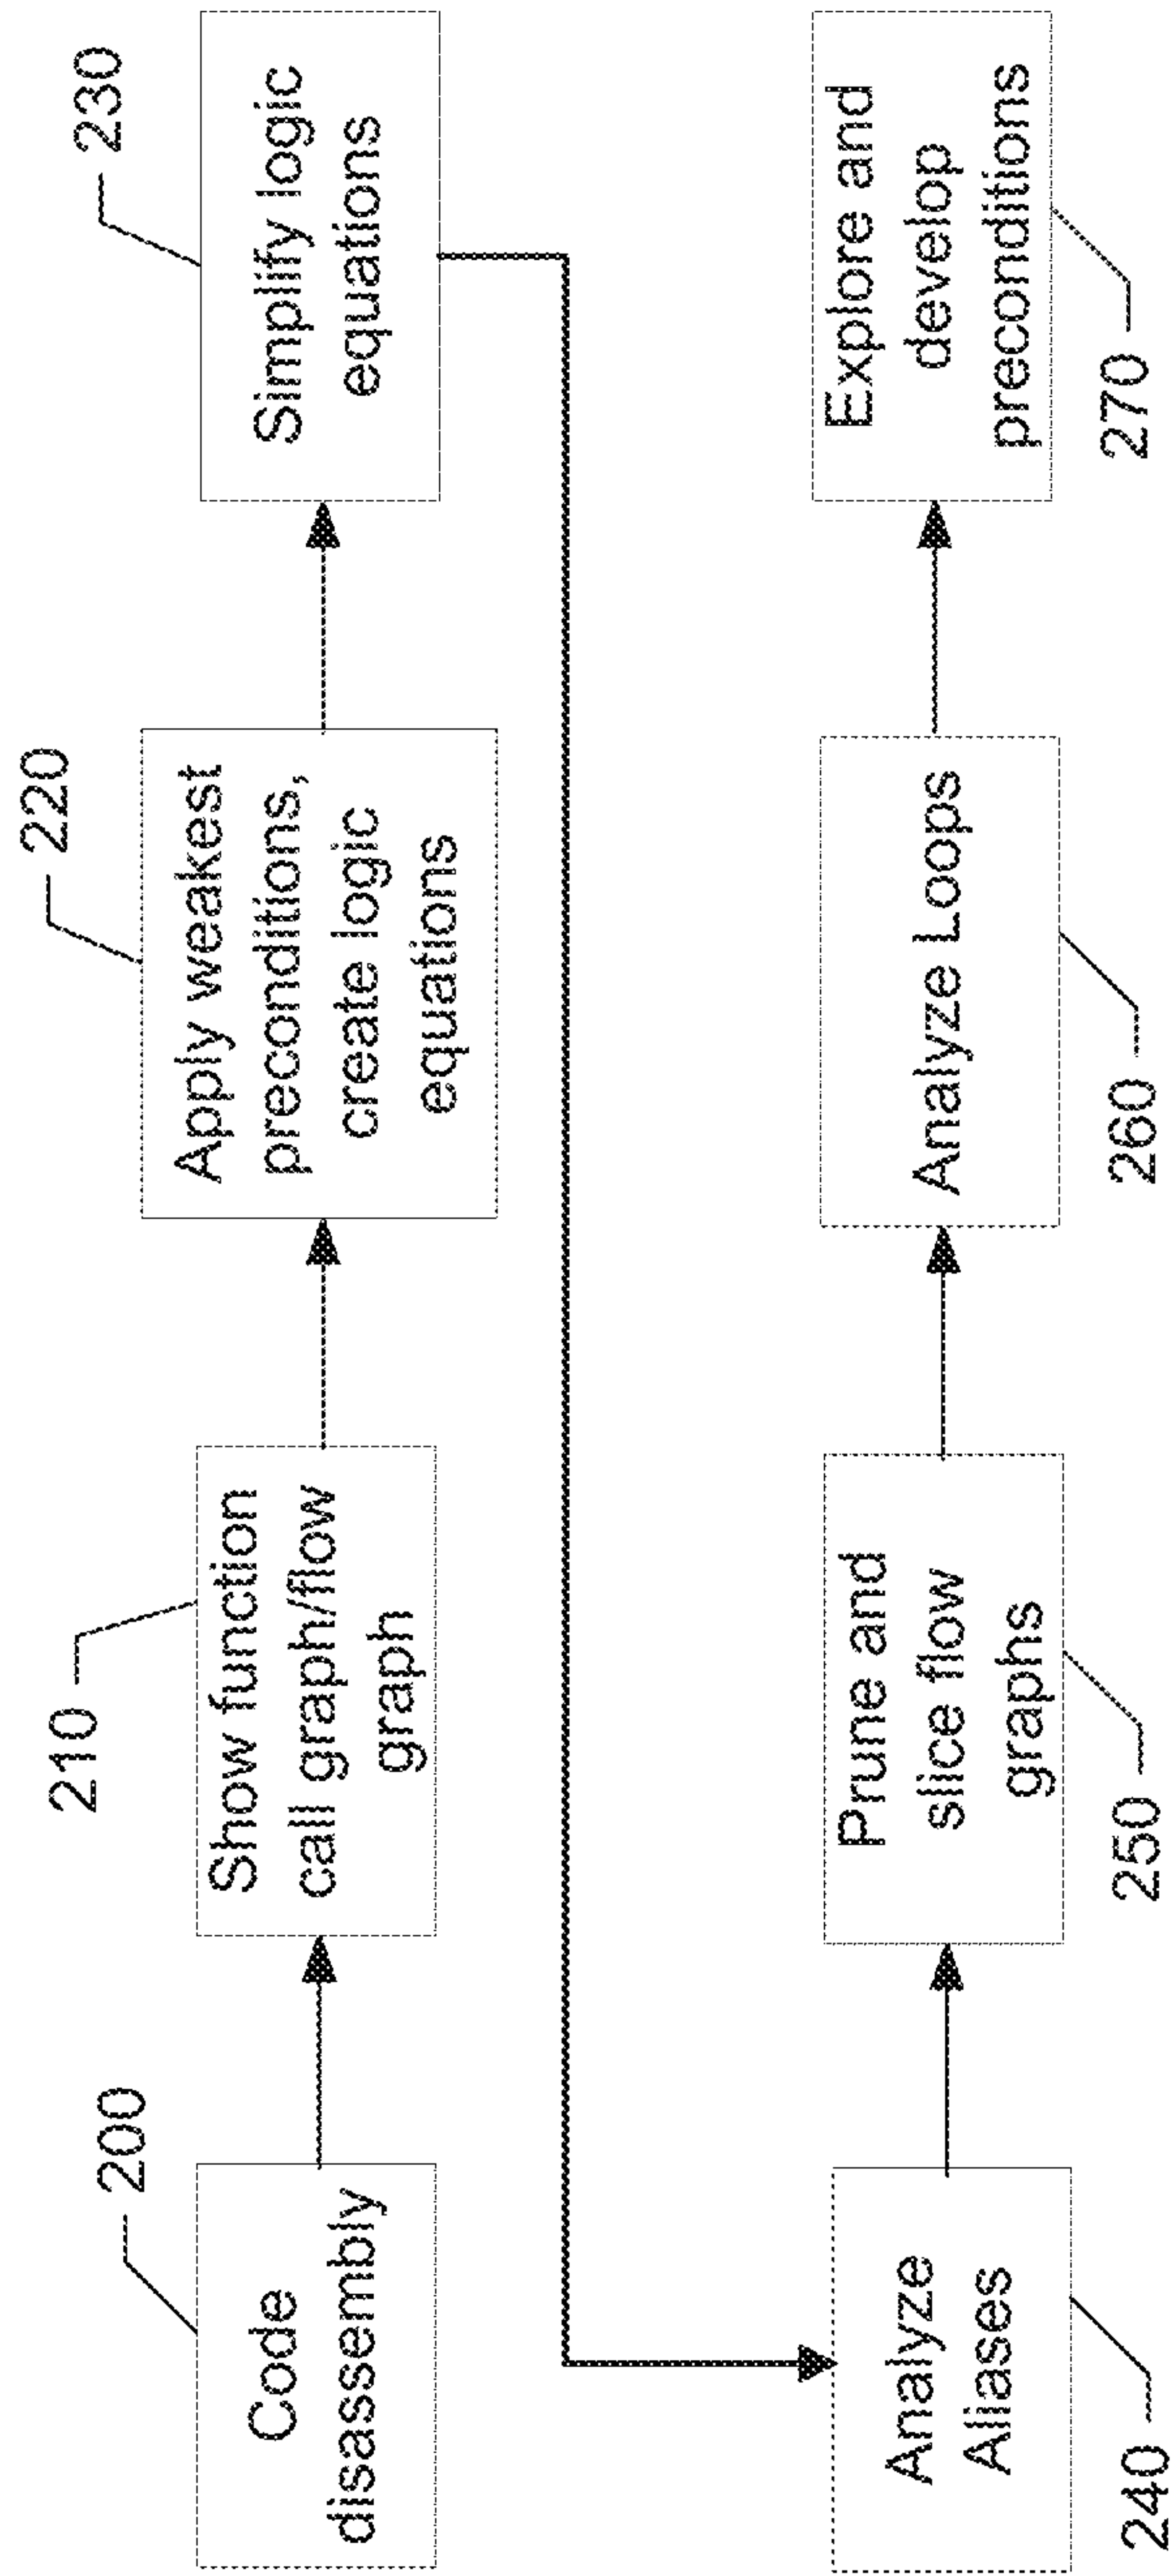 200
Code
disassembly
210
Show function
call graph/flow
graph
220
Apply weakest
preconditions,
create logic
equations
230
Simplify logic
equations
Analyze
Aliases
240
Prune and
slice flow
graphs
250
Analyze Loops
260
Explore and
develop
preconditions
270